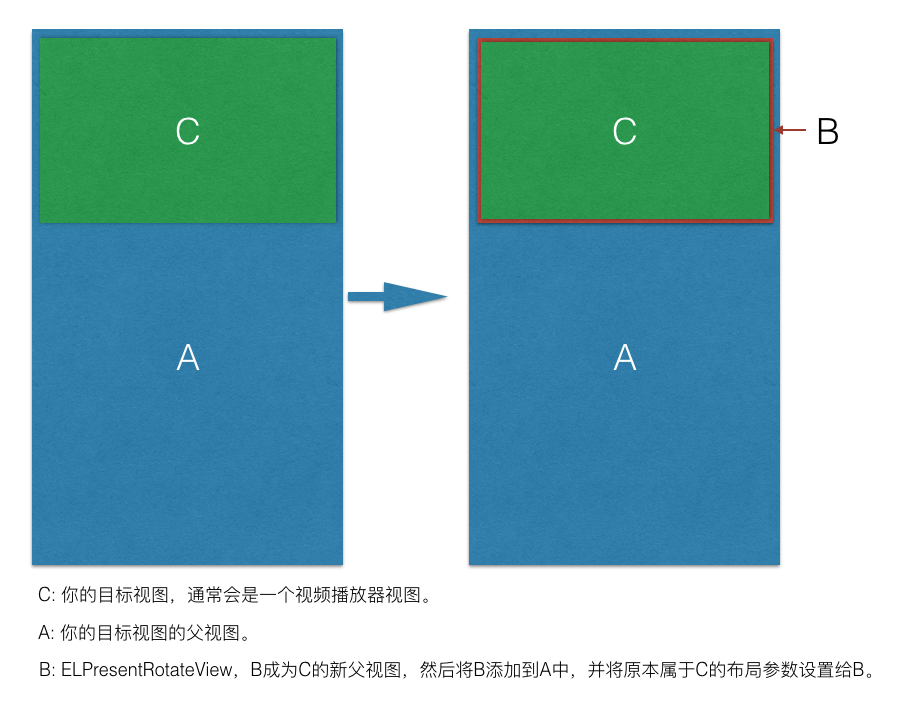 C
C
B
A
A
C: 你的目标视图，通常会是一个视频播放器视图。
A: 你的目标视图的父视图。
B: ELPresentRotateView，B成为C的新父视图，然后将B添加到A中，并将原本属于C的布局参数设置给B。